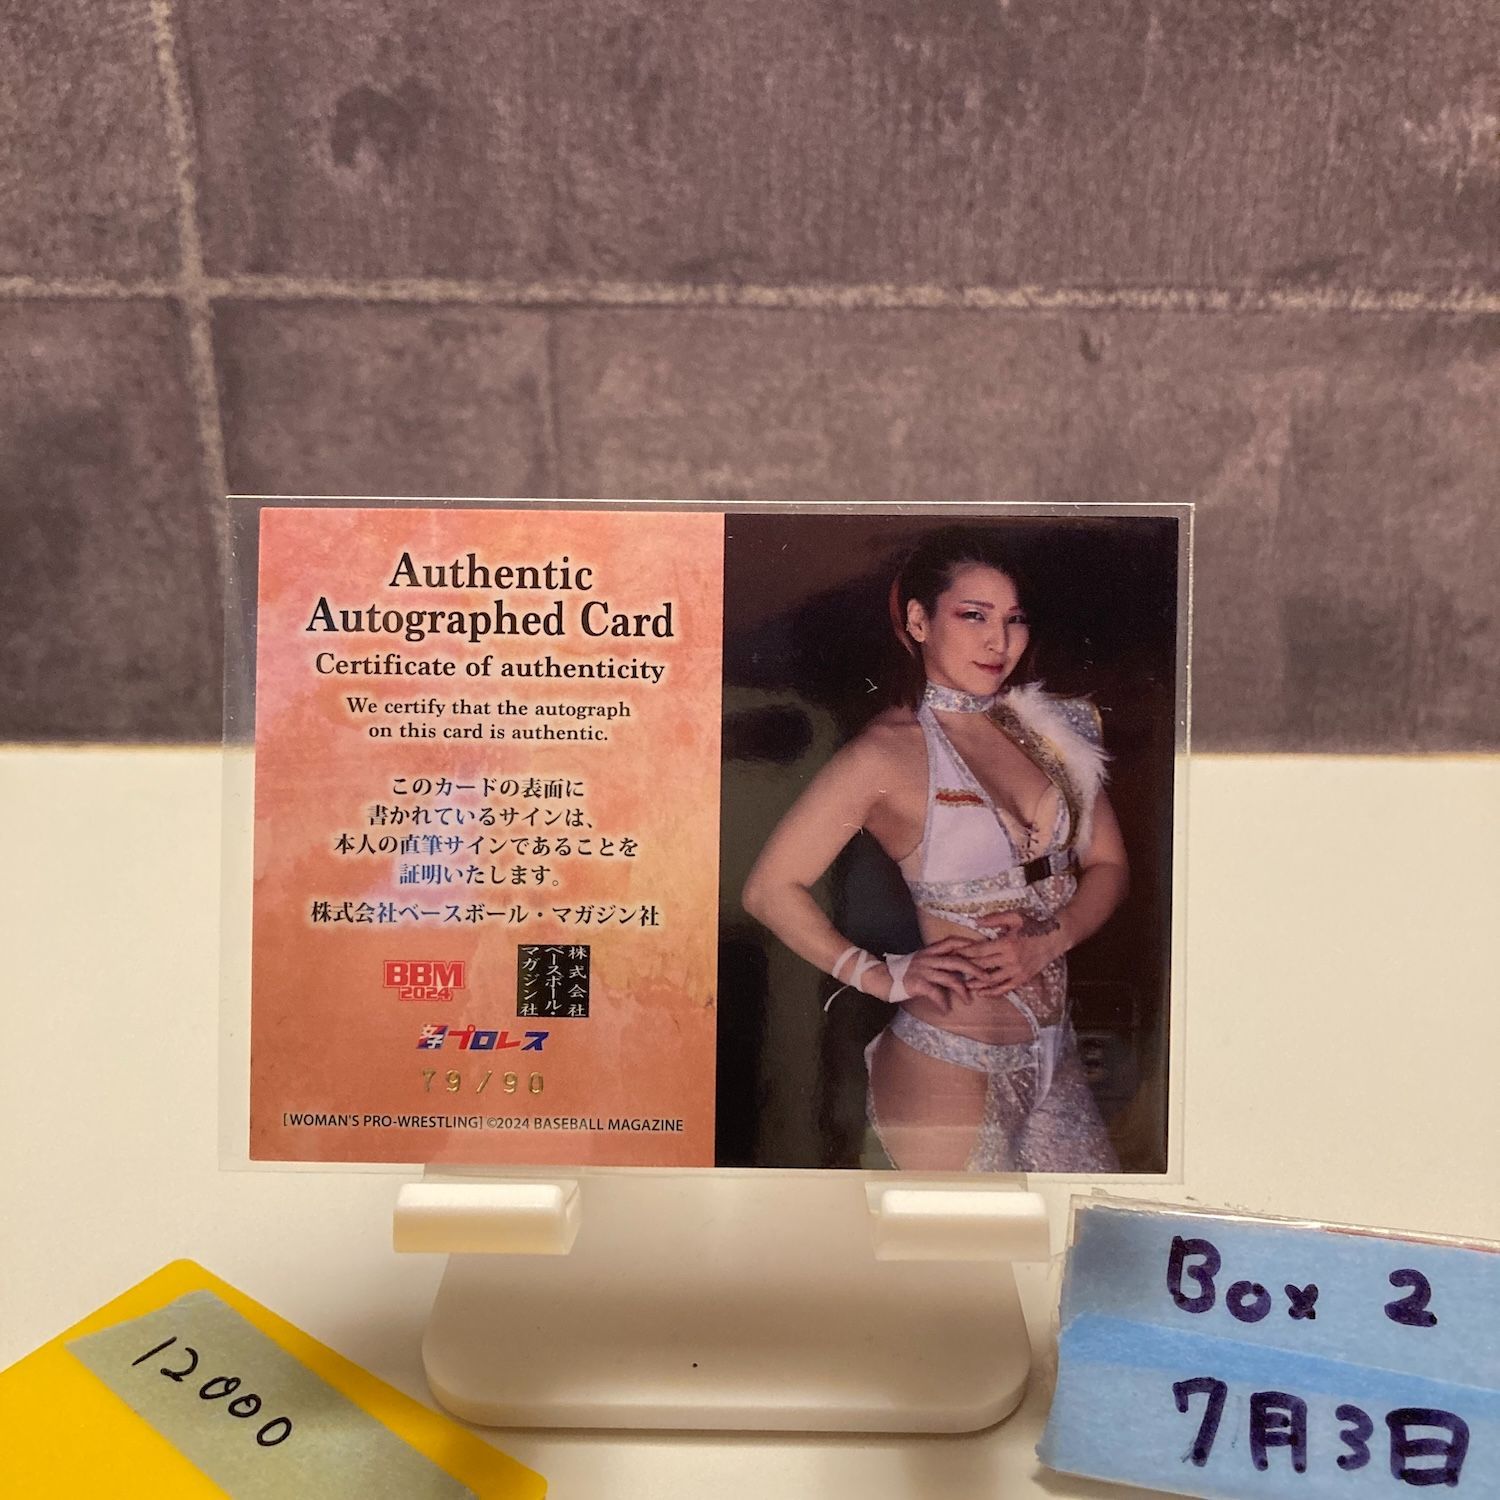 Authentic
Autographed Card
Certificate of authenticity
We certify that the autograph
on this card is authentic.
このカードの表面に
書かれているサインは、
本人の直筆サインであることを
証明いたします。
株式会社ベースボール・マガジン社
BBM
2024
株式会社
ベースボール・
マガジン社
女子プロレス
79/90
[WOMAN'S PRO-WRESTLING] ©2024 BASEBALL MAGAZINE
12000
Box 2
7月3日